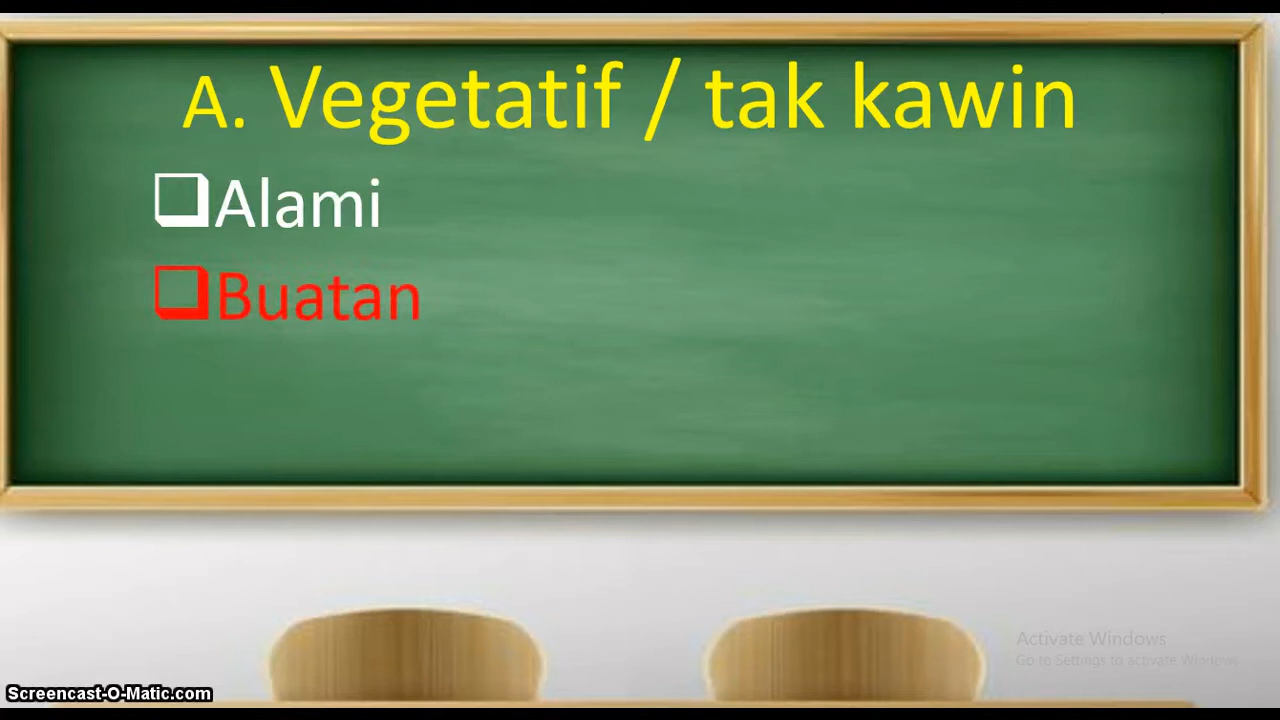 A. Vegetatif / tak kawin
Alami
Buatan
Activate Windows
Go to Settings to activate Windows.
Screencast-O-Matic.com